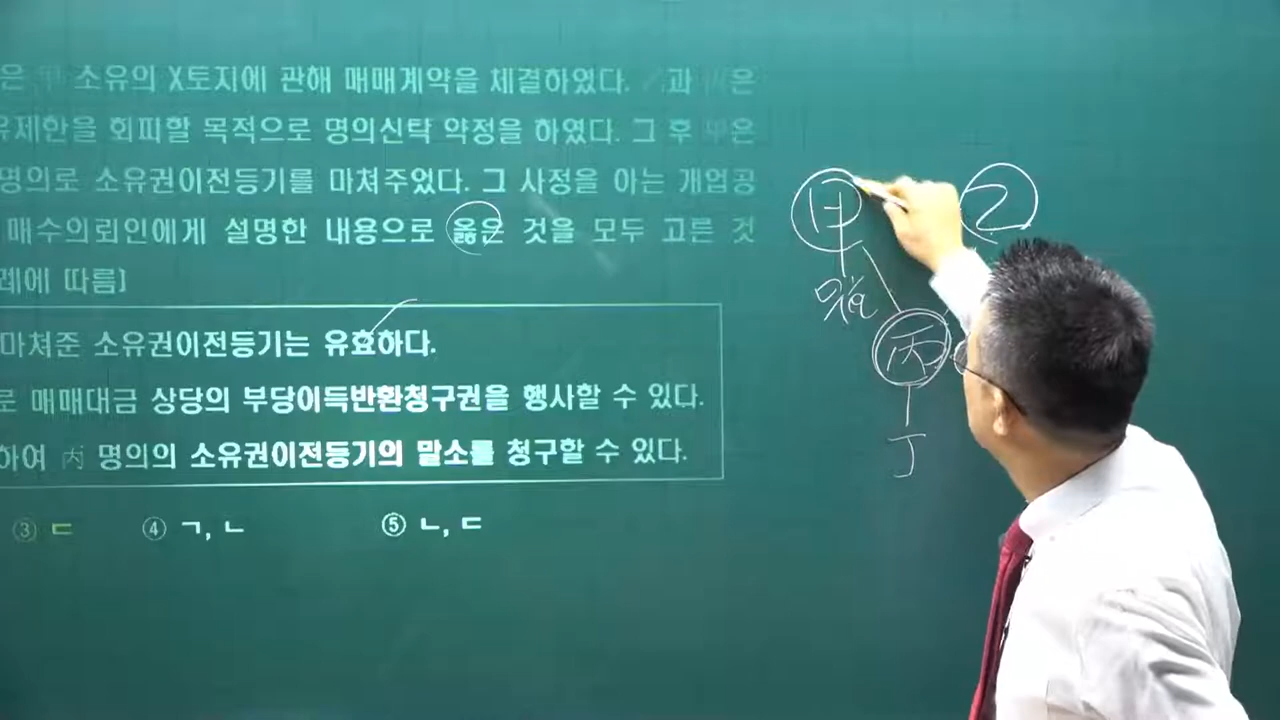 은 甲 소유의 X토지에 관해 매매계약을 체결하였다. 乙과 丙은
유제한을 회피할 목적으로 명의신탁 약정을 하였다. 그 후 甲은
명의로 소유권이전등기를 마쳐주었다. 그 사정을 아는 개업공
매수의뢰인에게 설명한 내용으로 옳은 것을 모두 고른 것
례에 따름]
마쳐준 소유권이전등기는 유효하다.
로 매매대금 상당의 부당이득반환청구권을 행사할 수 있다.
하여 丙 명의의 소유권이전등기의 말소를 청구할 수 있다.
③ ㄷ ④ ㄱ, ㄴ ⑤ ㄴ, ㄷ
甲 乙
丙
丁